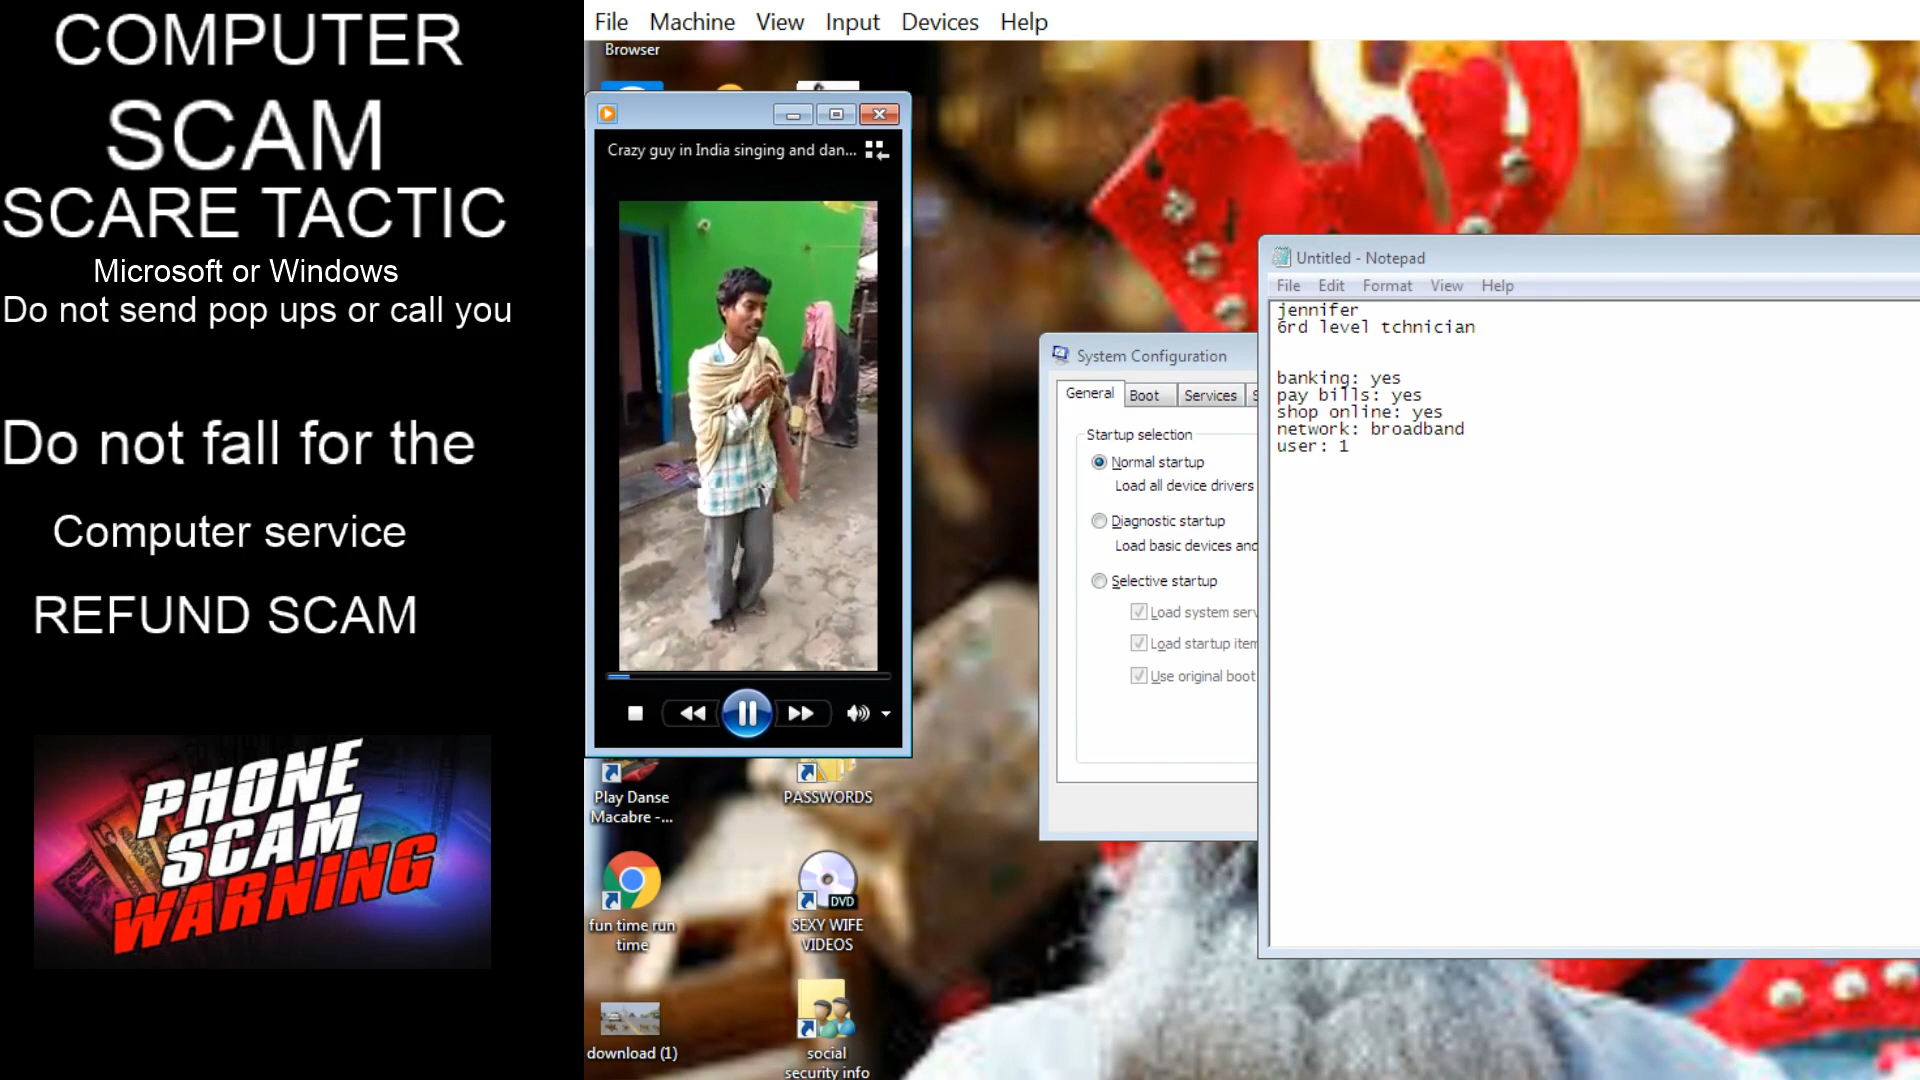 COMPUTER
SCAM
SCARE TACTIC
Microsoft or Windows
Do not send pop ups or call you
Do not fall for the
Computer service
REFUND SCAM
PHONE
SCAM
WARNING
File Machine View Input Devices Help
Browser
Crazy guy in India singing and dan...
Play Danse
Macabre -...
PASSWORDS
fun time run
time
DVD
SEXY WIFE
VIDEOS
download (1)
social
security info
System Configuration
General Boot Services S
Startup selection
Normal startup
Load all device drivers
Diagnostic startup
Load basic devices and
Selective startup
Load system serv
Load startup item
Use original boot
Untitled - Notepad
File Edit Format View Help
jennifer
6rd level tchnician
banking: yes
pay bills: yes
shop online: yes
network: broadband
user: 1